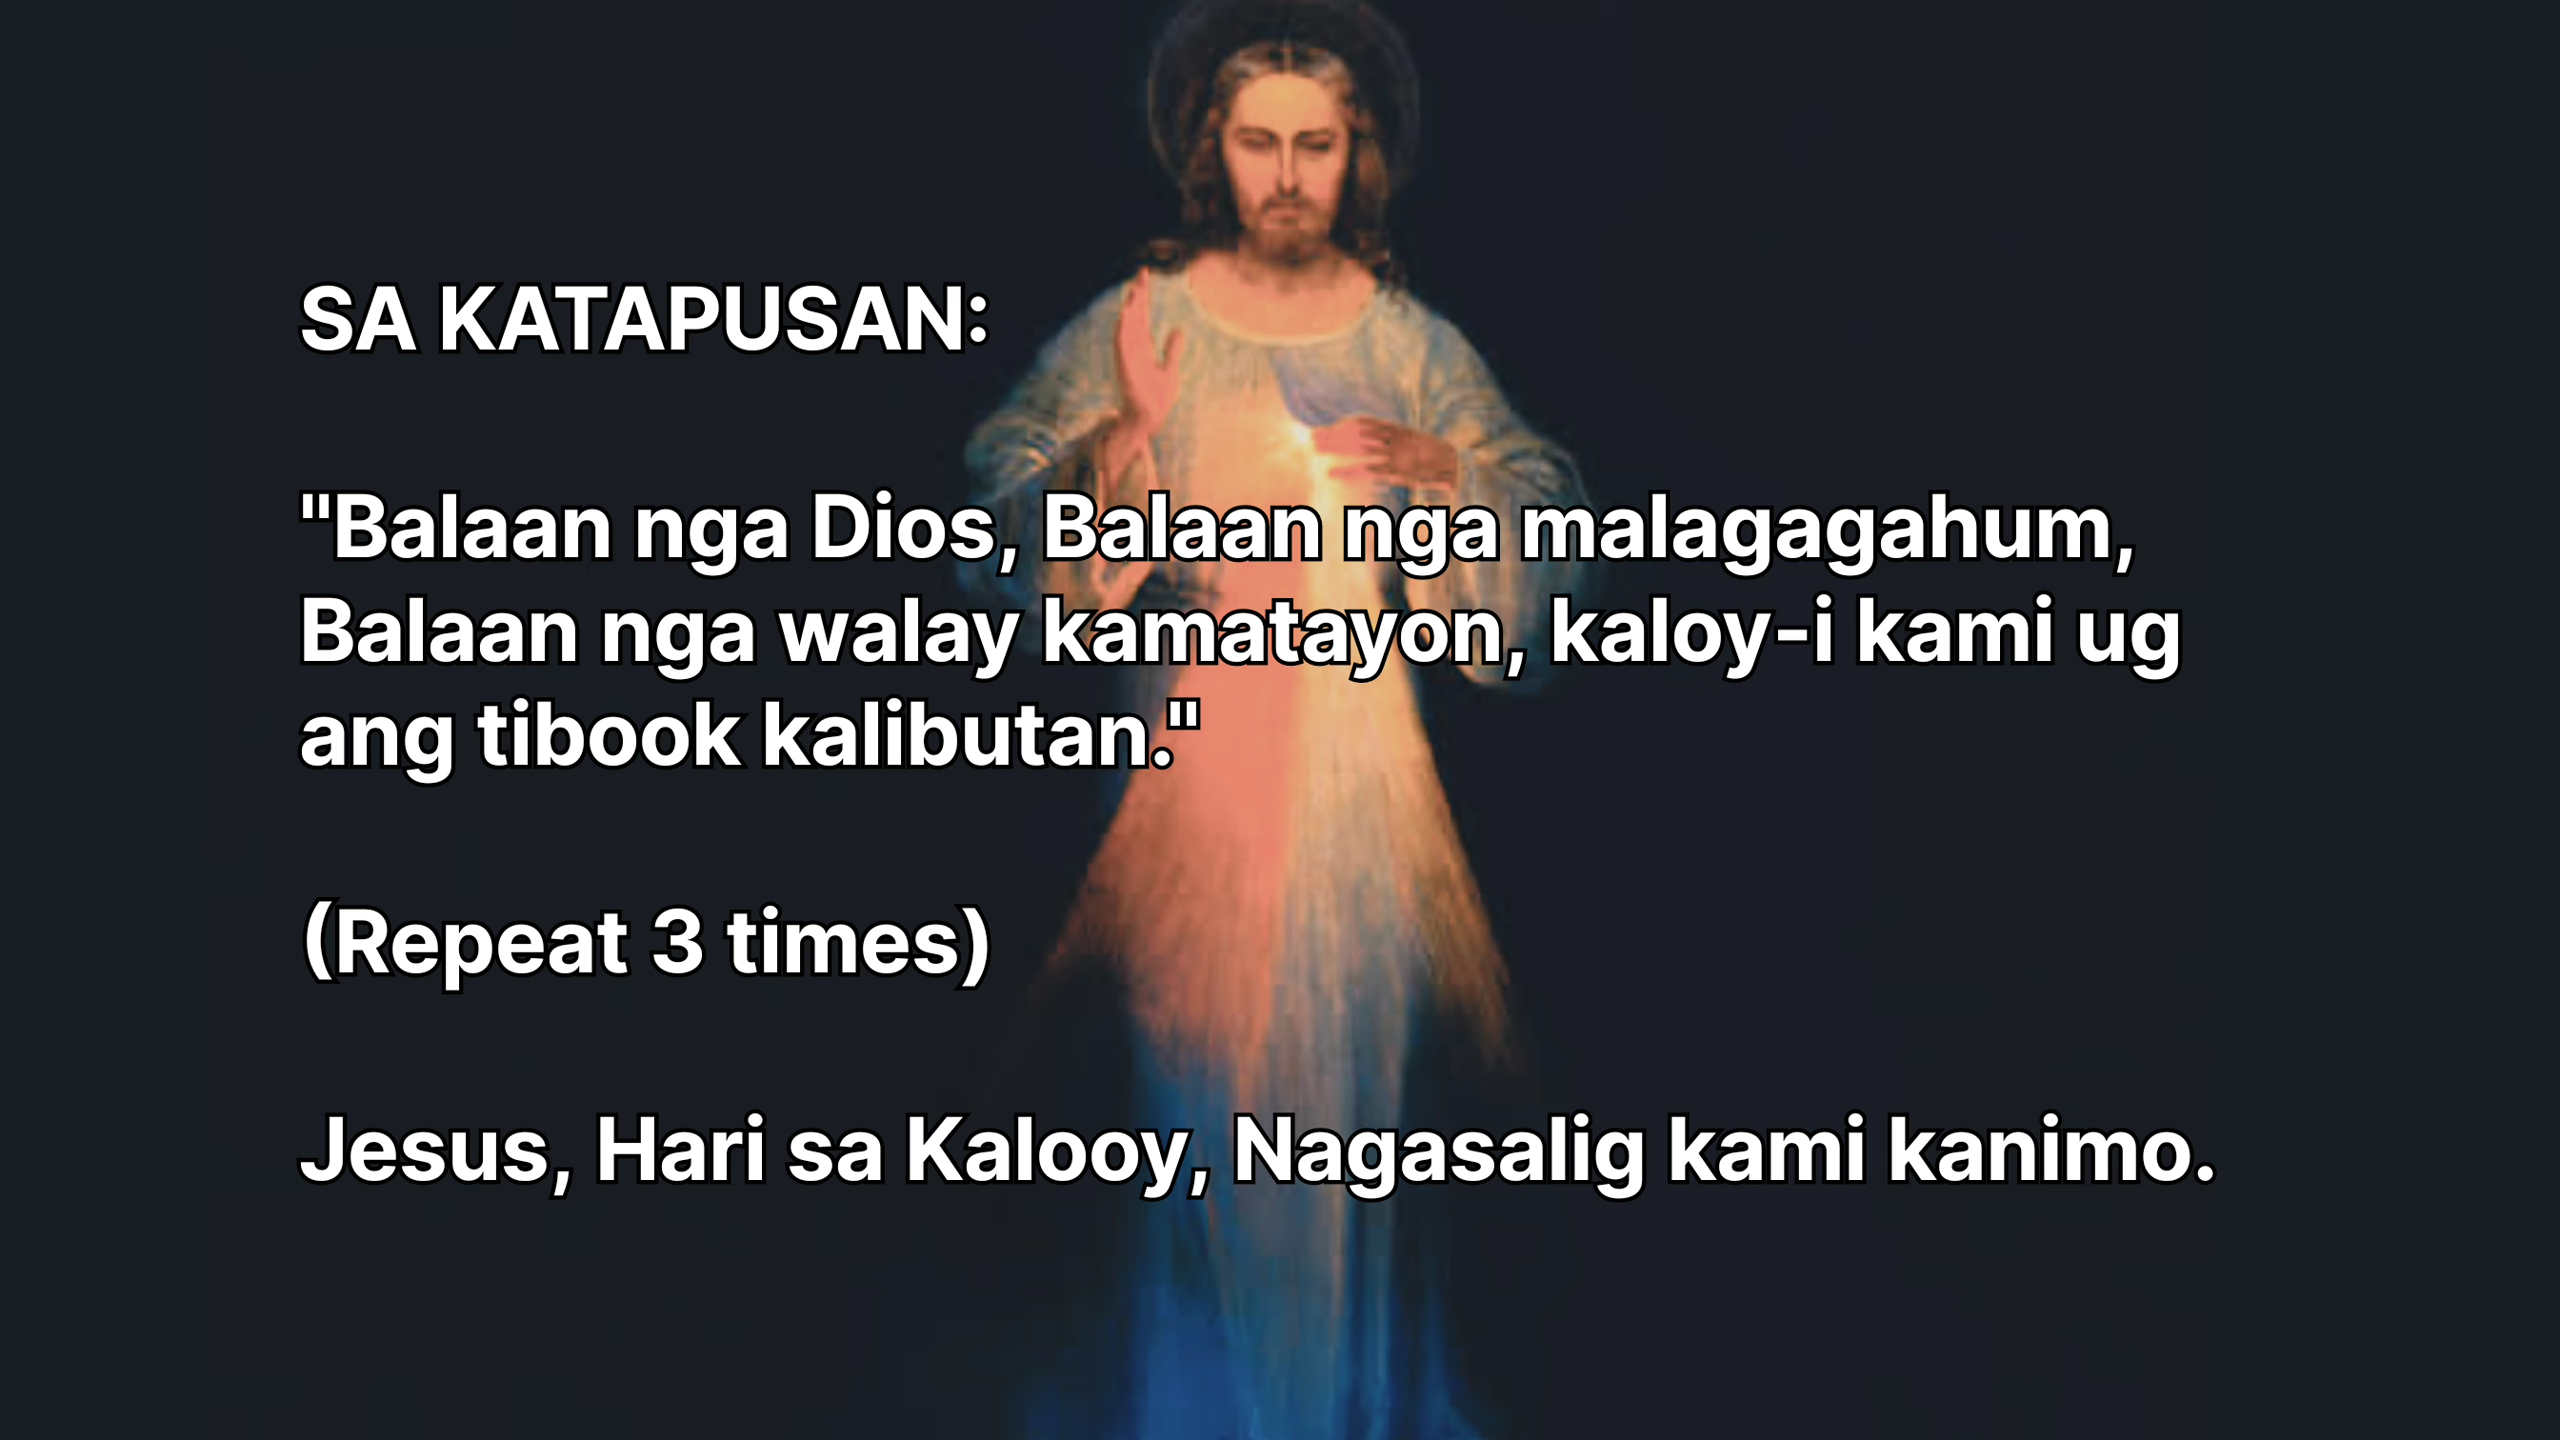 SA KATAPUSAN:
"Balaan nga Dios, Balaan nga malagagahum,
Balaan nga walay kamatayon, kaloy-i kami ug
ang tibook kalibutan."
(Repeat 3 times)
Jesus, Hari sa Kalooy, Nagasalig kami kanimo.